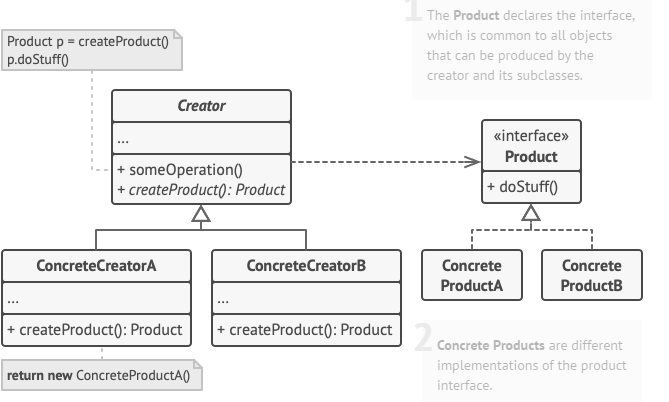 1
The Product declares the interface,
which is common to all objects
that can be produced by the
creator and its subclasses.
Product p = createProduct()
p.doStuff()
Creator
...
+ someOperation()
+ createProduct(): Product
«interface»
Product
+ doStuff()
ConcreteCreatorA
...
+ createProduct(): Product
ConcreteCreatorB
...
+ createProduct(): Product
Concrete
ProductA
Concrete
ProductB
return new ConcreteProductA()
2
Concrete Products are different
implementations of the product
interface.